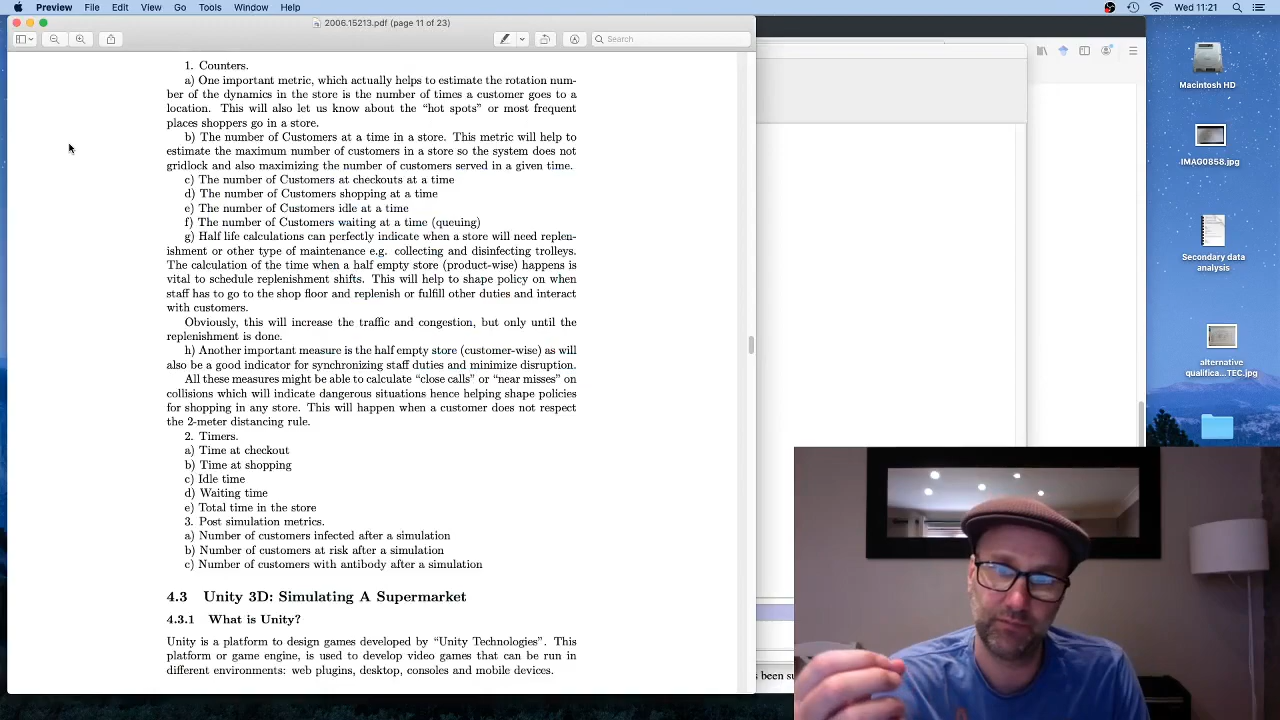 Preview File Edit View Go Tools Window Help
Wed 11:21
2006.15213.pdf (page 11 of 23)
Search
1. Counters.
a) One important metric, which actually helps to estimate the rotation num-
ber of the dynamics in the store is the number of times a customer goes to a
location. This will also let us know about the “hot spots” or most frequent
places shoppers go in a store.
b) The number of Customers at a time in a store. This metric will help to
estimate the maximum number of customers in a store so the system does not
gridlock and also maximizing the number of customers served in a given time.
c) The number of Customers at checkouts at a time
d) The number of Customers shopping at a time
e) The number of Customers idle at a time
f) The number of Customers waiting at a time (queuing)
g) Half life calculations can perfectly indicate when a store will need replen-
ishment or other type of maintenance e.g. collecting and disinfecting trolleys.
The calculation of the time when a half empty store (product-wise) happens is
vital to schedule replenishment shifts. This will help to shape policy on when
staff has to go to the shop floor and replenish or fulfill other duties and interact
with customers.
Obviously, this will increase the traffic and congestion, but only until the
replenishment is done.
h) Another important measure is the half empty store (customer-wise) as will
also be a good indicator for synchronizing staff duties and minimize disruption.
All these measures might be able to calculate “close calls” or “near misses” on
collisions which will indicate dangerous situations hence helping shape policies
for shopping in any store. This will happen when a customer does not respect
the 2-meter distancing rule.
2. Timers.
a) Time at checkout
b) Time at shopping
c) Idle time
d) Waiting time
e) Total time in the store
3. Post simulation metrics.
a) Number of customers infected after a simulation
b) Number of customers at risk after a simulation
c) Number of customers with antibody after a simulation
4.3 Unity 3D: Simulating A Supermarket
4.3.1 What is Unity?
Unity is a platform to design games developed by “Unity Technologies”. This
platform or game engine, is used to develop video games that can be run in
different environments: web plugins, desktop, consoles and mobile devices.
Macintosh HD
IMAG0858.jpg
Secondary data
analysis
alternative
qualifica...TEC.jpg
been su